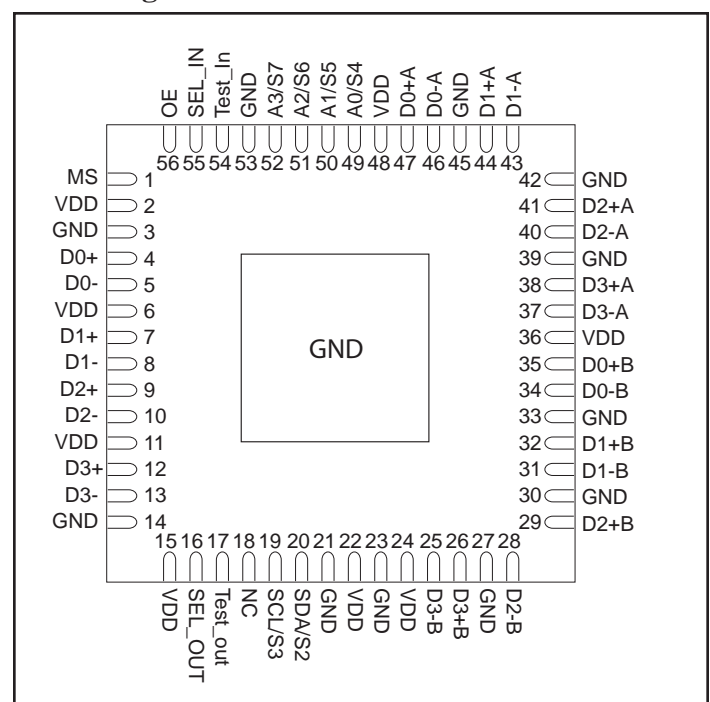 OE
SEL_IN
Test_In
GND
A3/S7
A2/S6
A1/S5
A0/S4
VDD
D0+A
D0-A
GND
D1+A
D1-A
56 55 54 53 52 51 50 49 48 47 46 45 44 43
MS 1
VDD 2
GND 3
D0+ 4
D0- 5
VDD 6
D1+ 7
D1- 8
D2+ 9
D2- 10
VDD 11
D3+ 12
D3- 13
GND 14
GND
42 GND
41 D2+A
40 D2-A
39 GND
38 D3+A
37 D3-A
36 VDD
35 D0+B
34 D0-B
33 GND
32 D1+B
31 D1-B
30 GND
29 D2+B
15 16 17 18 19 20 21 22 23 24 25 26 27 28
VDD
SEL_OUT
Test_out
NC
SCL/S3
SDA/S2
GND
VDD
GND
VDD
D3-B
D3+B
GND
D2-B